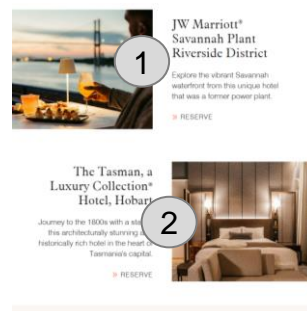 JW Marriott®
Savannah Plant
Riverside District
1
Explore the vibrant Savannah
waterfront from this unique hotel
that was a former power plant.
» RESERVE
The Tasman, a
Luxury Collection®
Hotel, Hobart
2
Journey to the 1800s with a
this architecturally stunning
historically rich hotel in the heart of
Tasmania's capital.
» RESERVE